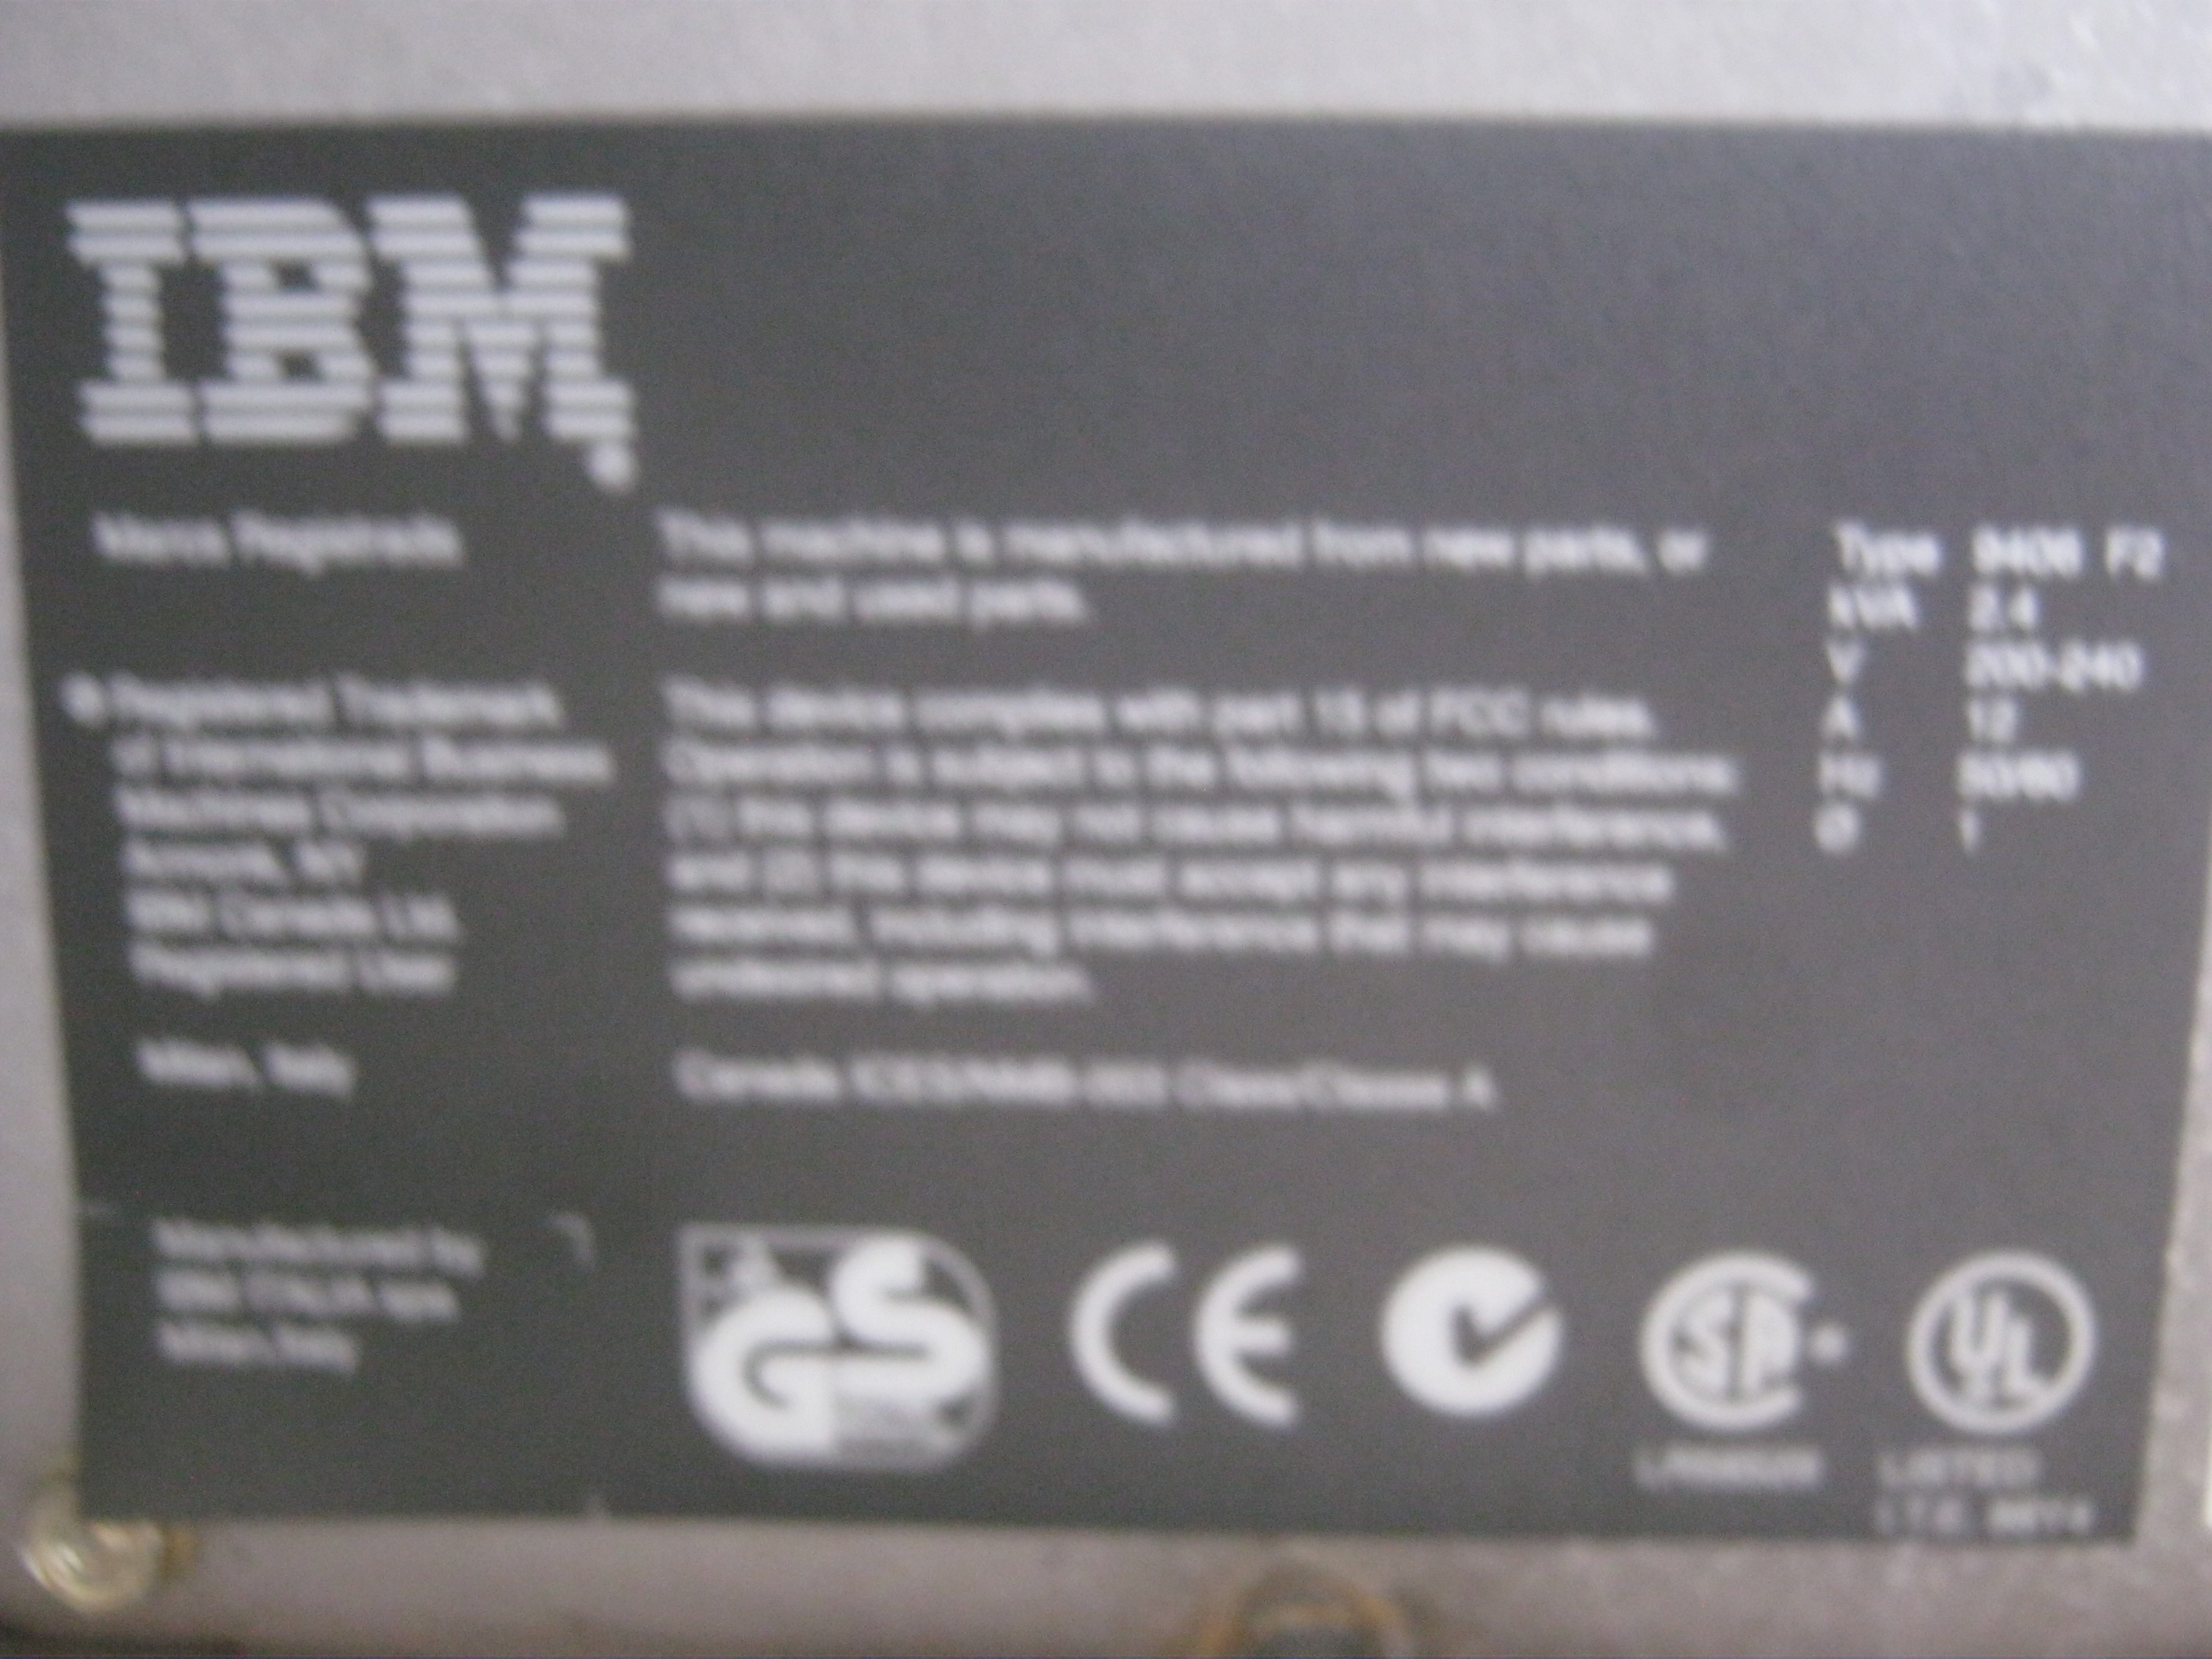 IBM®
Marca Registrada
® Registered Trademark
of International Business
Machines Corporation
Armonk, NY
IBM Canada Ltd.
Registered User
Milan, Italy
Manufactured by
IBM ITALIA spa
Milan, Italy
This machine is manufactured from new parts, or
new and used parts.
This device complies with part 15 of FCC rules.
Operation is subject to the following two conditions:
(1) this device may not cause harmful interference,
and (2) this device must accept any interference
received, including interference that may cause
undesired operation.
Canada ICES/NMB-003 Class/Classe A
Type 9406 F2
kVA 2.4
V 200-240
A 12
Hz 50/60
Ø 1
GS
CE
SA
UL
LISTED
I.T.E.